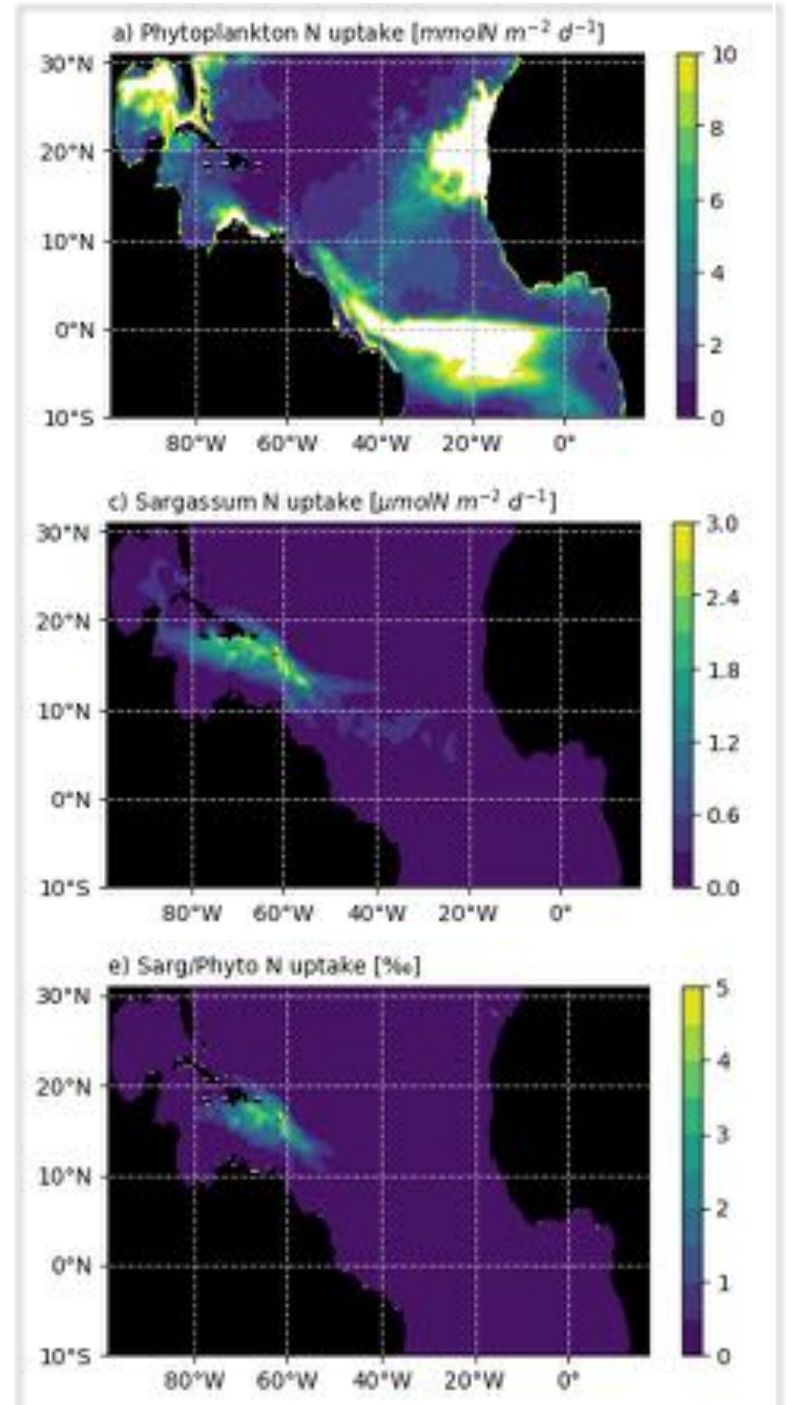 a) Phytoplankton N uptake [mmolN m⁻² d⁻¹]
30°N
20°N
10°N
0°N
10°S
80°W 60°W 40°W 20°W 0°
10
8
6
4
2
0
c) Sargassum N uptake [μmolN m⁻² d⁻¹]
30°N
20°N
10°N
0°N
10°S
80°W 60°W 40°W 20°W 0°
3.0
2.4
1.8
1.2
0.6
0.0
e) Sarg/Phyto N uptake [‰]
30°N
20°N
10°N
0°N
10°S
80°W 60°W 40°W 20°W 0°
5
4
3
2
1
0